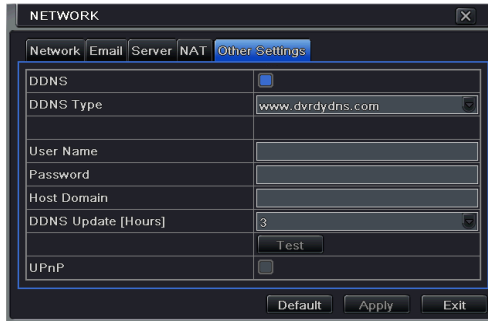 NETWORK
Network Email Server NAT Other Settings
DDNS
DDNS Type www.dvrdydns.com
User Name
Password
Host Domain
DDNS Update [Hours] 3
Test
UPnP
Default Apply Exit